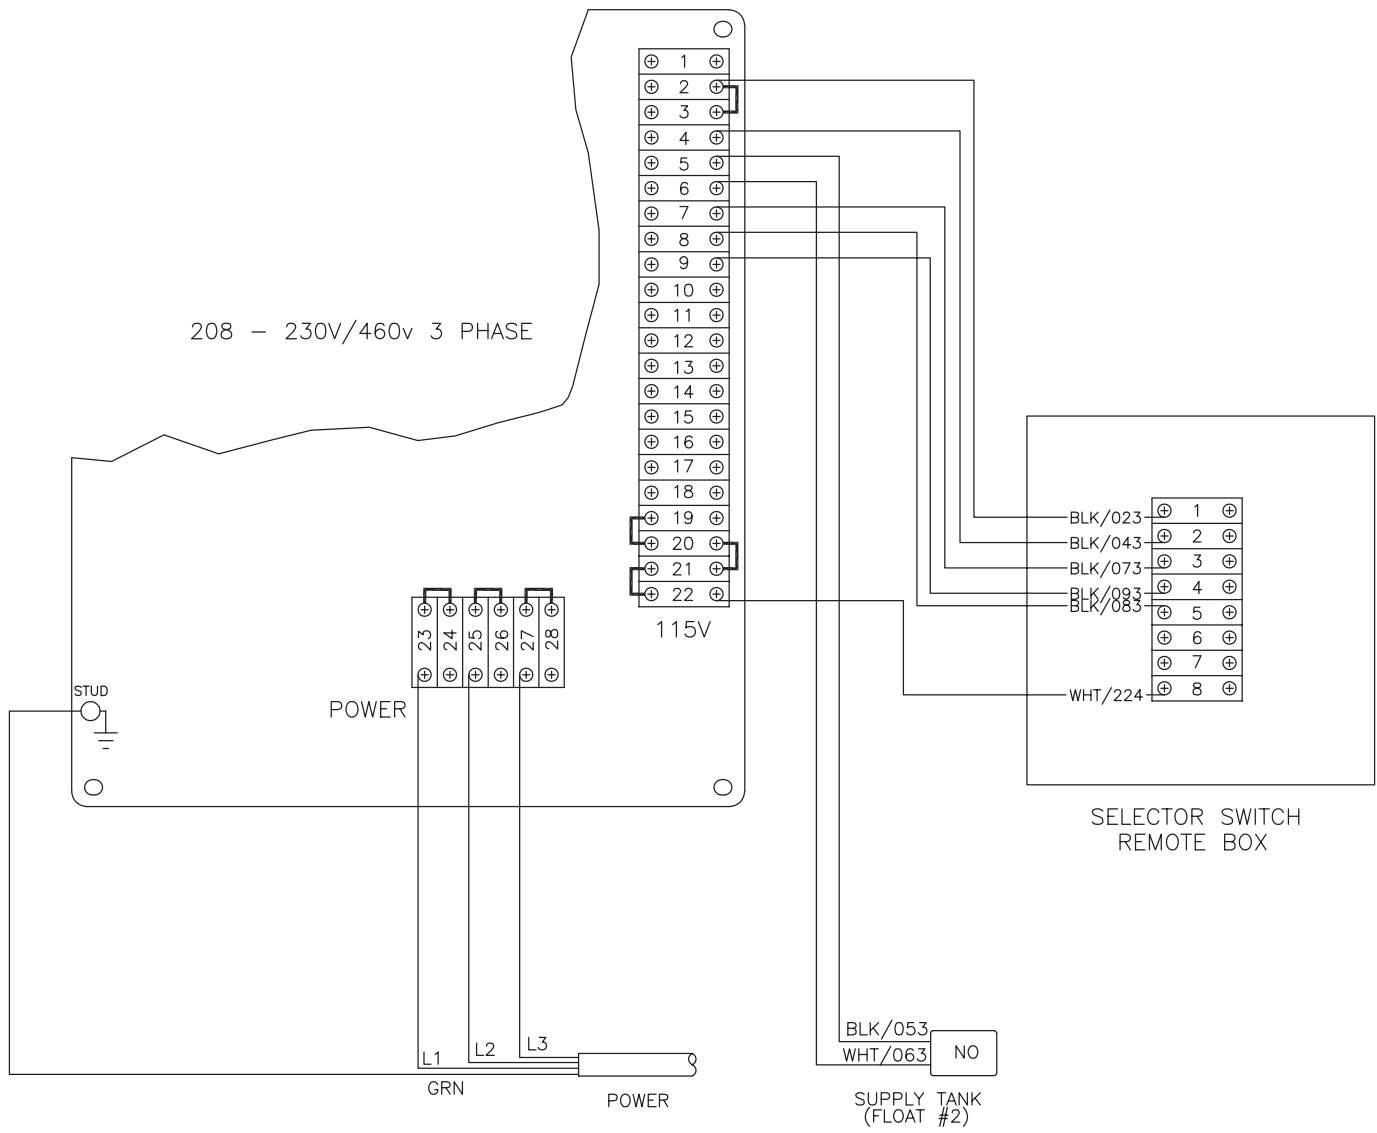 1
2
3
4
5
6
7
8
9
10
11
12
13
14
15
16
17
18
19
20
21
22
115V
208 - 230V/460v 3 PHASE
23
24
25
26
27
28
POWER
STUD
BLK/023
BLK/043
BLK/073
BLK/093
BLK/083
WHT/224
1
2
3
4
5
6
7
8
SELECTOR SWITCH
REMOTE BOX
L1
L2
L3
GRN
POWER
BLK/053
WHT/063
NO
SUPPLY TANK
(FLOAT #2)